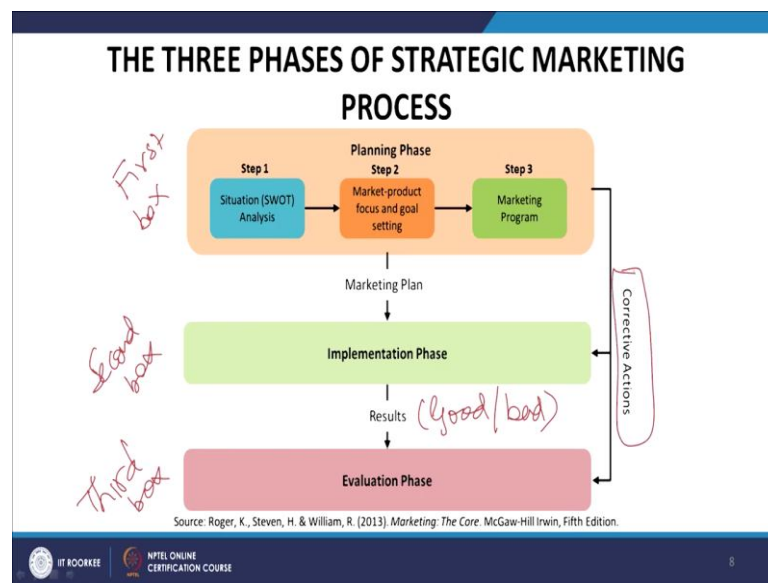 THE THREE PHASES OF STRATEGIC MARKETING
PROCESS
First
box
Planning Phase
Step 1
Step 2
Step 3
Situation (SWOT)
Analysis
Market-product
focus and goal
setting
Marketing
Program
Marketing Plan
Corrective Actions
Second
box
Implementation Phase
Results (Good/bad)
Third
box
Evaluation Phase
Source: Roger, K., Steven, H. & William, R. (2013). Marketing: The Core. McGaw-Hill Irwin, Fifth Edition.
IIT ROORKEE
NPTEL ONLINE
CERTIFICATION COURSE
8